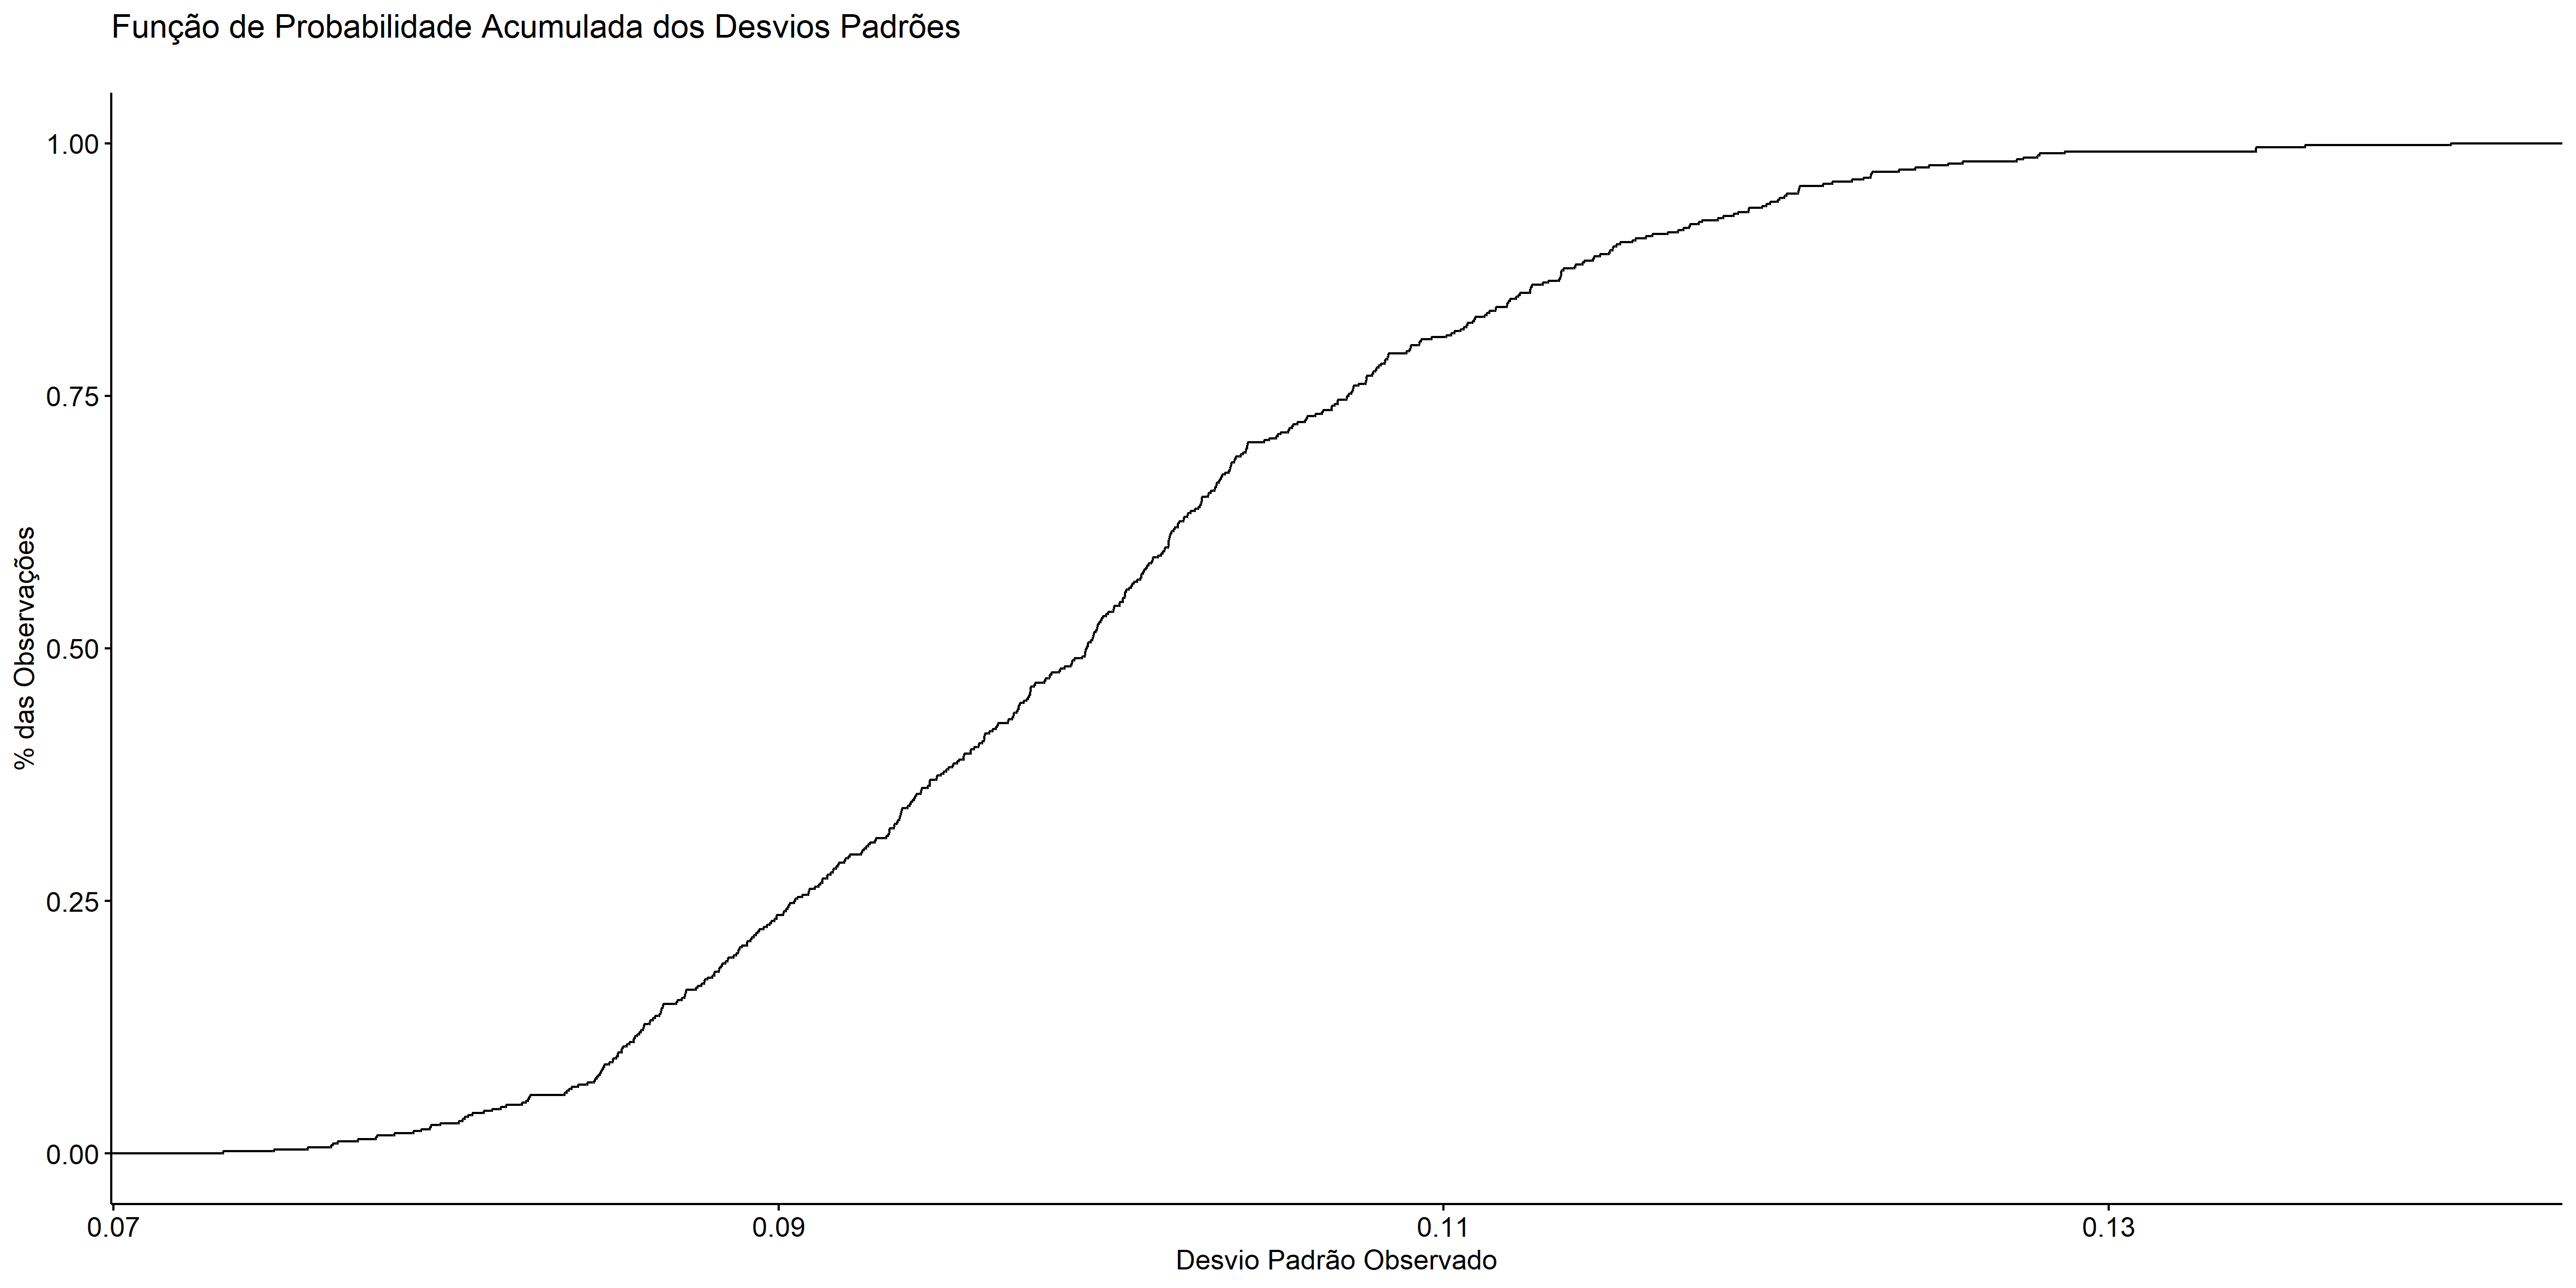 Função de Probabilidade Acumulada dos Desvios Padrões
1.00
0.75
0.50
0.25
0.00
% das Observações
0.07 0.09 0.11 0.13
Desvio Padrão Observado